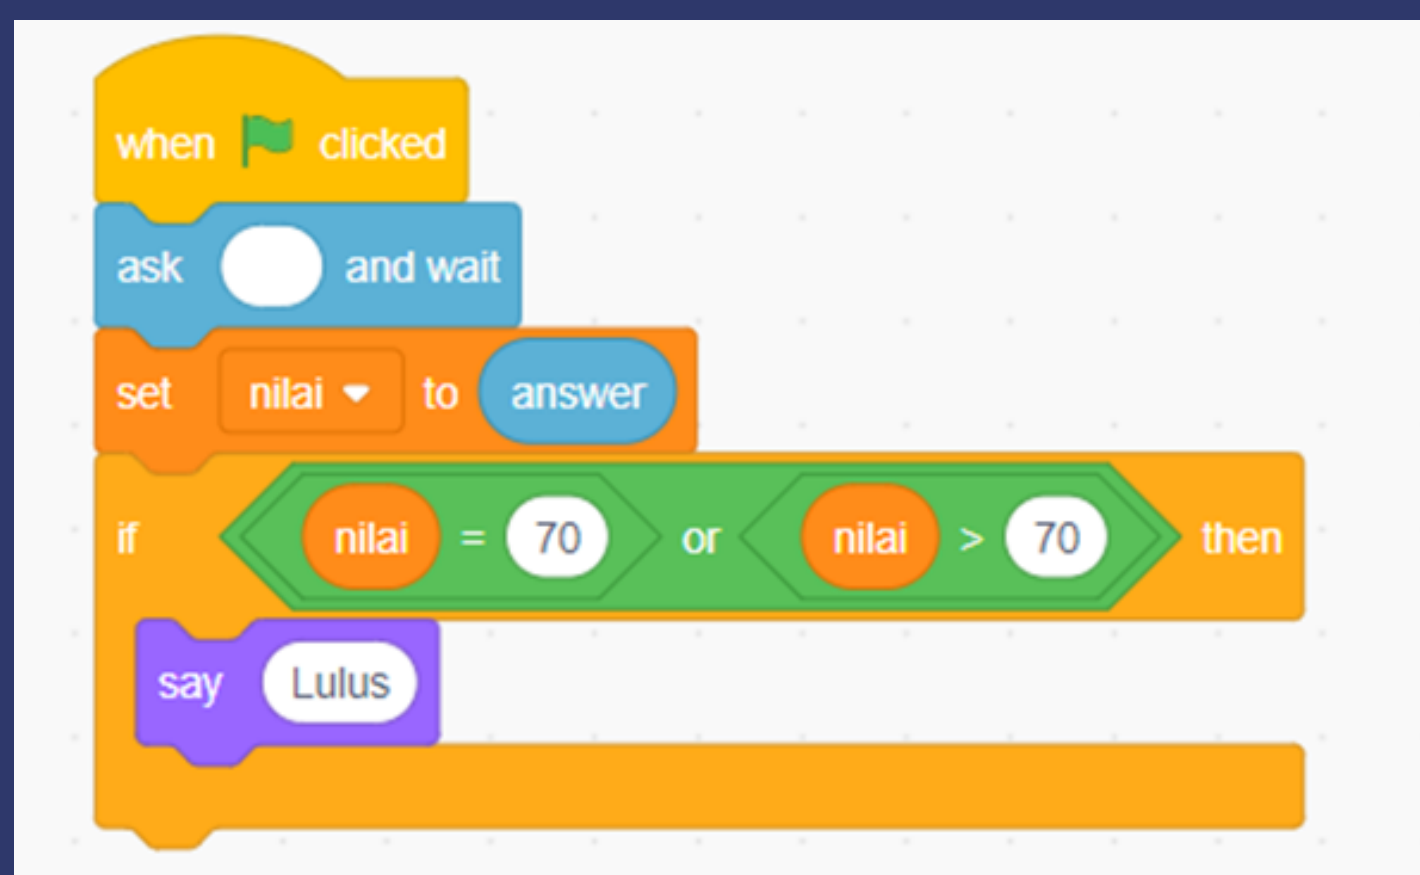 when clicked
ask and wait
set nilai to answer
if nilai = 70 or nilai > 70 then
say Lulus